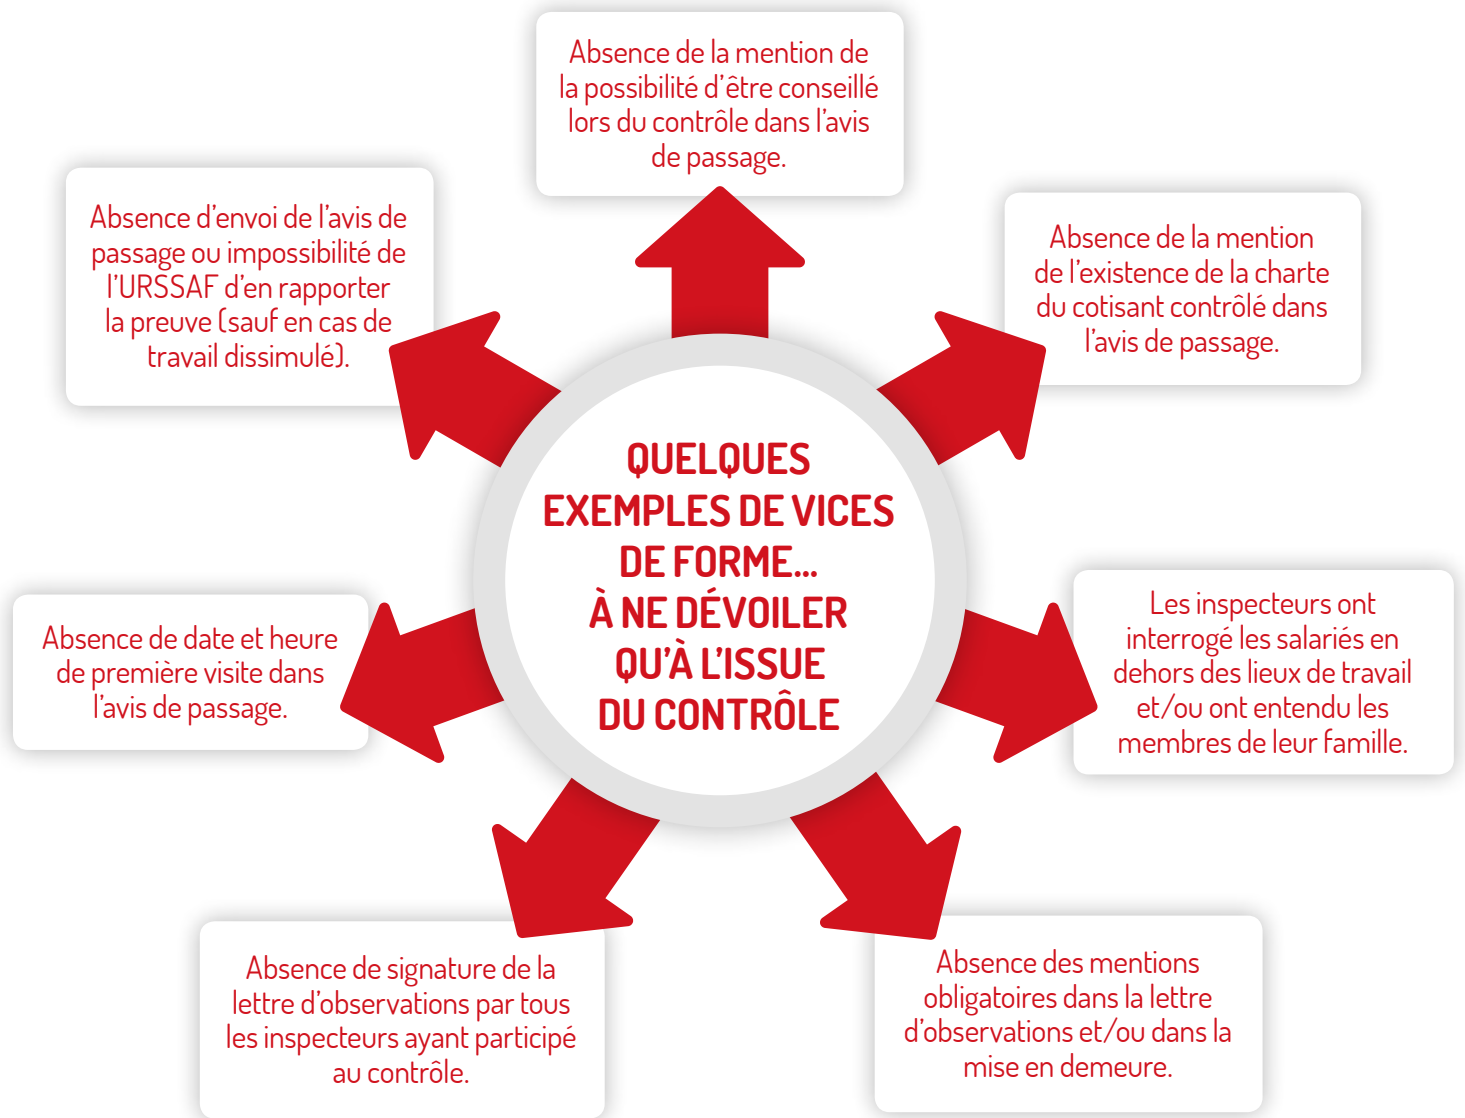 Absence de la mention de
la possibilité d'être conseillé
lors du contrôle dans l'avis
de passage.
Absence d'envoi de l'avis de
passage ou impossibilité de
l'URSSAF d'en rapporter
la preuve (sauf en cas de
travail dissimulé).
Absence de la mention
de l'existence de la charte
du cotisant contrôlé dans
l'avis de passage.
QUELQUES
EXEMPLES DE VICES
DE FORME...
À NE DÉVOILER
QU'À L'ISSUE
DU CONTRÔLE
Absence de date et heure
de première visite dans
l'avis de passage.
Les inspecteurs ont
interrogé les salariés en
dehors des lieux de travail
et/ou ont entendu les
membres de leur famille.
Absence de signature de la
lettre d'observations par tous
les inspecteurs ayant participé
au contrôle.
Absence des mentions
obligatoires dans la lettre
d'observations et/ou dans la
mise en demeure.